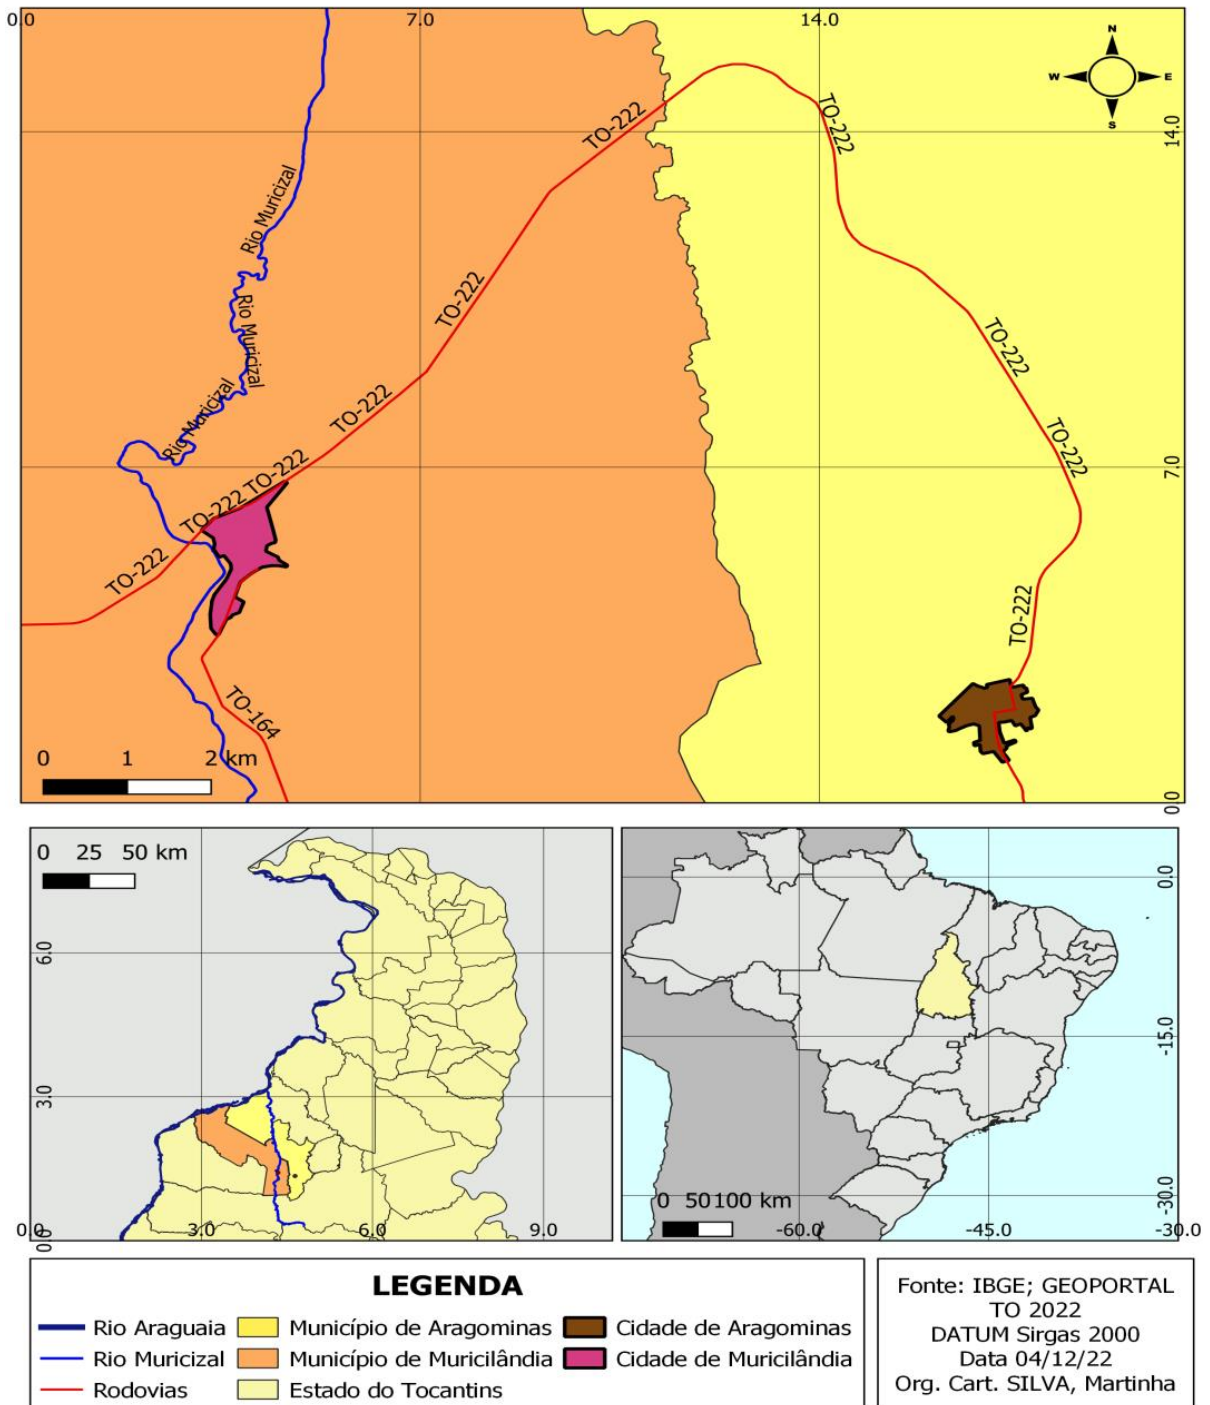 0.0 7.0 14.0
N
W E
S
TO-222
TO-222
14.0
Rio Muricizal
Rio Muricizal
TO-222
TO-222
Rio Muricizal
TO-222
TO-222
TO-222
7.0
TO-222
TO-222
TO-222
TO-164
0 1 2 km
0.0
0 25 50 km
6.0
3.0
0.0
0.0 3.0 6.0 9.0
0.0
-15.0
-30.0
0 50 100 km
-60.0 -45.0 -30.0
LEGENDA
Rio Araguaia Município de Aragominas Cidade de Aragominas
Rio Muricizal Município de Muricilândia Cidade de Muricilândia
Rodovias Estado do Tocantins
Fonte: IBGE; GEOPORTAL
TO 2022
DATUM Sirgas 2000
Data 04/12/22
Org. Cart. SILVA, Martinha